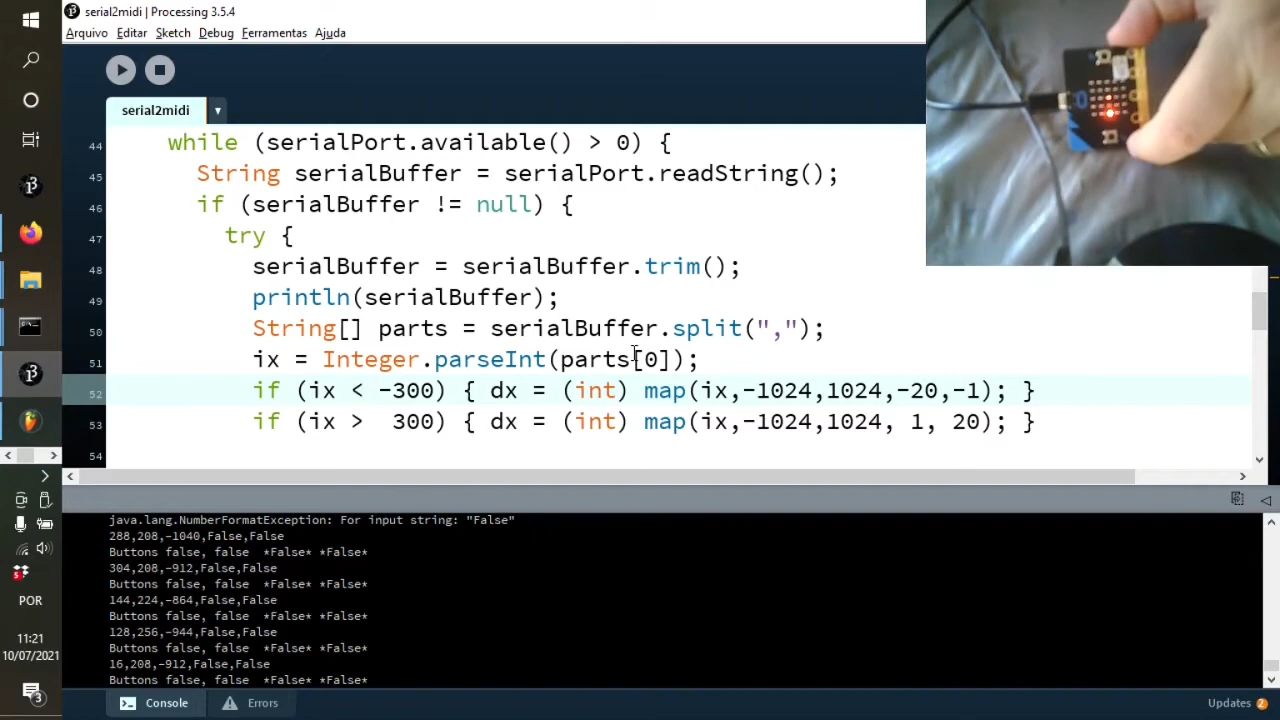 serial2midi | Processing 3.5.4
Arquivo Editar Sketch Debug Ferramentas Ajuda
serial2midi
44 while (serialPort.available() > 0) {
45 String serialBuffer = serialPort.readString();
46 if (serialBuffer != null) {
47 try {
48 serialBuffer = serialBuffer.trim();
49 println(serialBuffer);
50 String[] parts = serialBuffer.split(",");
51 ix = Integer.parseInt(parts[0]);
52 if (ix < -300) { dx = (int) map(ix,-1024,1024,-20,-1); }
53 if (ix >  300) { dx = (int) map(ix,-1024,1024, 1, 20); }
54
java.lang.NumberFormatException: For input string: "False"
288,208,-1040,False,False
Buttons false, false  *False* *False*
304,208,-912,False,False
Buttons false, false  *False* *False*
144,224,-864,False,False
Buttons false, false  *False* *False*
128,256,-944,False,False
Buttons false, false  *False* *False*
16,208,-912,False,False
Buttons false, false  *False* *False*
Console Errors Updates 2
POR
11:21
10/07/2021
3